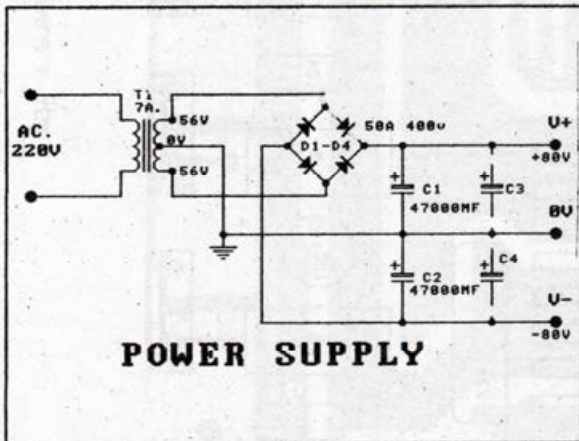 T1
7A.
AC.
220V
56V
0V
56V
D1-D4
50A 400v
V+
+80V
C1
47000MF
C3
0V
C2
47000MF
C4
V-
-80V
POWER SUPPLY